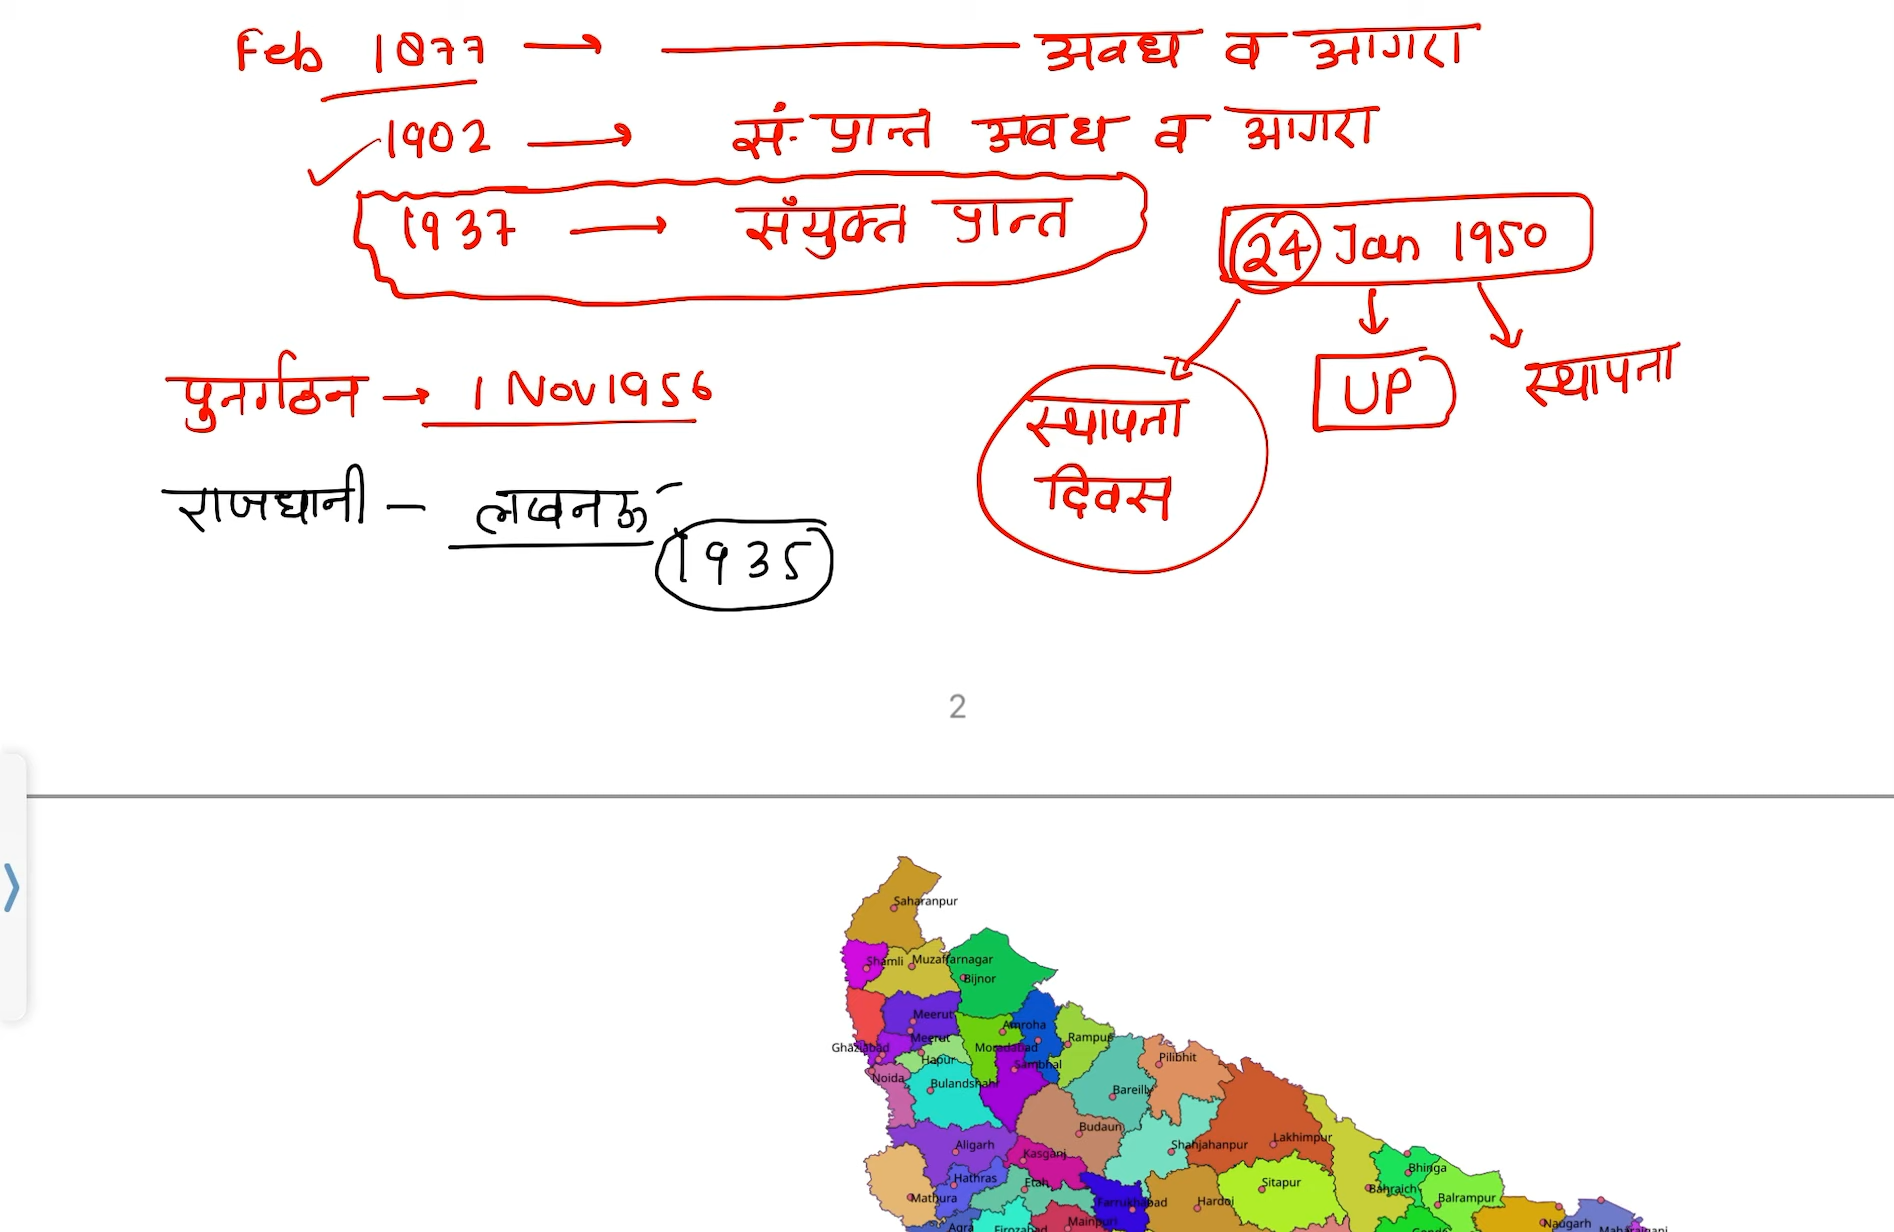 Feb 1877 → ——— अवध व आगरा
1902 → सं. प्रान्त अवध व आगरा
1937 → संयुक्त प्रान्त
24 Jan 1950
UP
स्थापना
स्थापना
दिवस
पुनर्गठन → 1 Nov 1956
राजधानी - लखनऊ
1935
2
Saharanpur
Shamli
Muzaffarnagar
Bijnor
Meerut
Amroha
Rampur
Meerut
Ghaziabad
Moradabad
Hapur
Sambhal
Pilibhit
Noida
Bulandshahr
Bareilly
Budaun
Aligarh
Kasganj
Shahjahanpur
Lakhimpur
Bhinga
Hathras
Etah
Sitapur
Bahraich
Balrampur
Mathura
Farrukhabad
Hardoi
Agra
Firozabad
Mainpuri
Naugarh